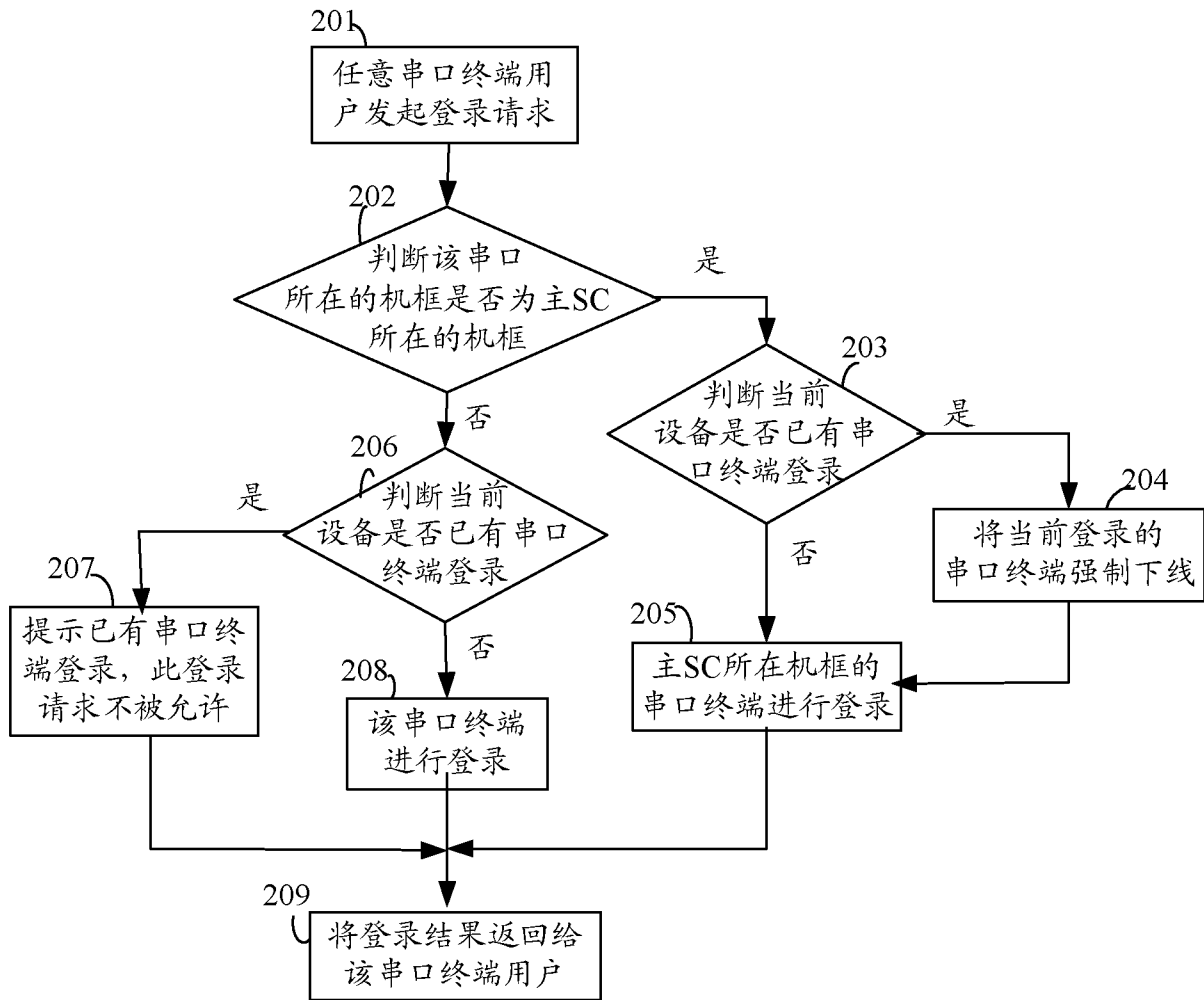 201
任意串口终端用
户发起登录请求
202
判断该串口
所在的机框是否为主SC
所在的机框
是
否
203
判断当前
设备是否已有串
口终端登录
是
否
204
将当前登录的
串口终端强制下线
205
主SC所在机框的
串口终端进行登录
206
判断当前
设备是否已有串口
终端登录
是
否
207
提示已有串口终
端登录，此登录
请求不被允许
208
该串口终端
进行登录
209
将登录结果返回给
该串口终端用户